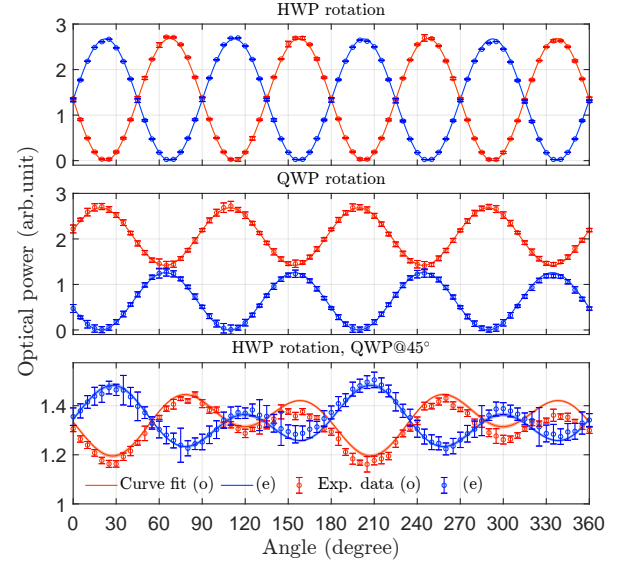 HWP rotation
3
2
1
0
QWP rotation
3
2
1
0
Optical power (arb.unit)
HWP rotation, QWP@45°
1.4
1.2
1
Curve fit (o) (e) Exp. data (o) (e)
0 30 60 90 120 150 180 210 240 270 300 330 360
Angle (degree)